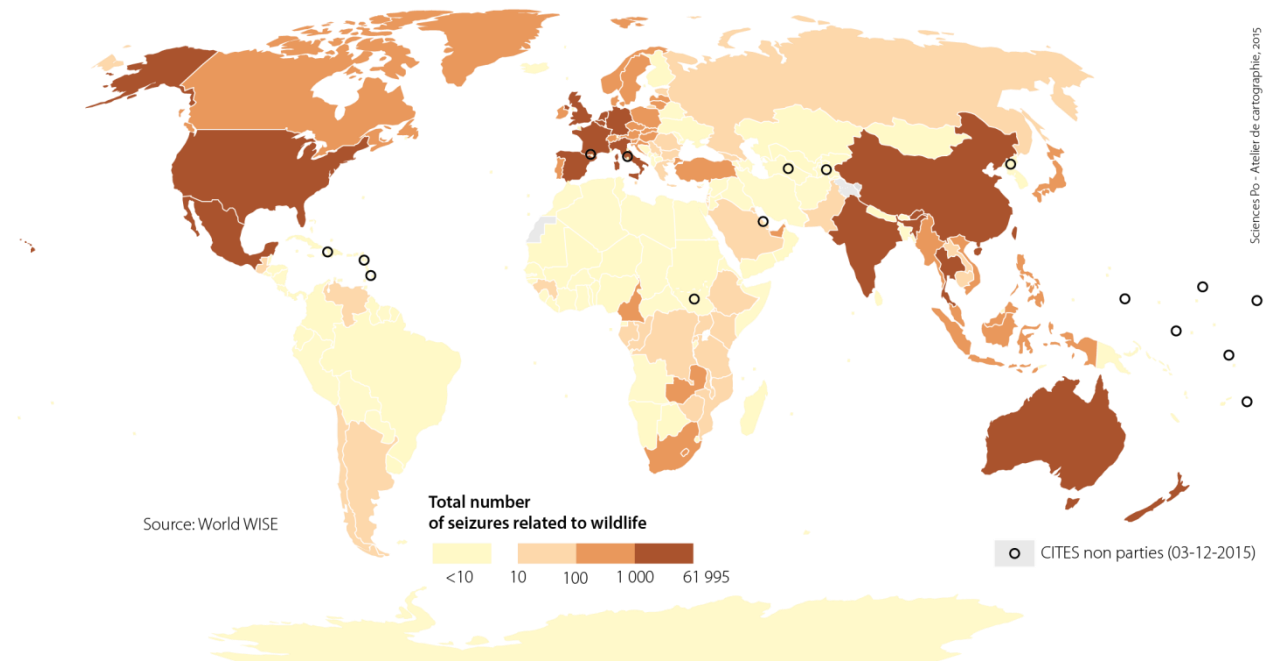 Sciences Po - Atelier de cartographie, 2015
Total number
of seizures related to wildlife
Source: World WISE
<10 10 100 1 000 61 995
CITES non parties (03-12-2015)